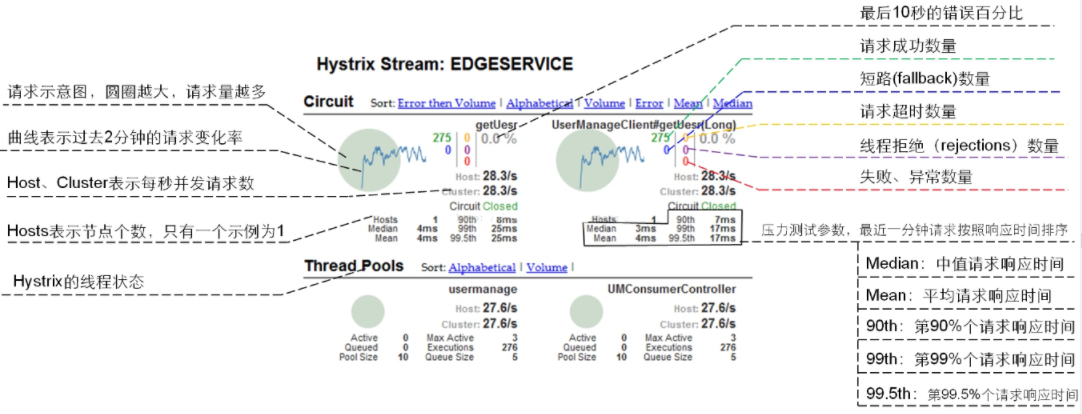 最后10秒的错误百分比
请求成功数量
短路(fallback)数量
请求超时数量
线程拒绝（rejections）数量
失败、异常数量
请求示意图，圆圈越大，请求量越多
曲线表示过去2分钟的请求变化率
Host、Cluster表示每秒并发请求数
Hosts表示节点个数，只有一个示例为1
Hystrix的线程状态
Hystrix Stream: EDGESERVICE
Circuit Sort: Error then Volume | Alphabetical | Volume | Error | Mean | Median
getUesr
275 0 0.0 %
0 0
0
Host: 28.3/s
Cluster: 28.3/s
Circuit Closed
Hosts 1 90th 8ms
Median 4ms 99th 25ms
Mean 4ms 99.5th 25ms
UserManageClient#getUesr(Long)
275 0 0.0 %
0 0
0
Host: 28.3/s
Cluster: 28.3/s
Circuit Closed
Hosts 1 90th 7ms
Median 3ms 99th 17ms
Mean 4ms 99.5th 17ms
Thread Pools Sort: Alphabetical | Volume |
usermanage
Host: 27.6/s
Cluster: 27.6/s
Active 0 Max Active 3
Queued 0 Executions 276
Pool Size 10 Queue Size 5
UMConsumerController
Host: 27.6/s
Cluster: 27.6/s
Active 0 Max Active 3
Queued 0 Executions 276
Pool Size 10 Queue Size 5
压力测试参数，最近一分钟请求按照响应时间排序
Median：中值请求响应时间
Mean：平均请求响应时间
90th：第90%个请求响应时间
99th：第99%个请求响应时间
99.5th：第99.5%个请求响应时间